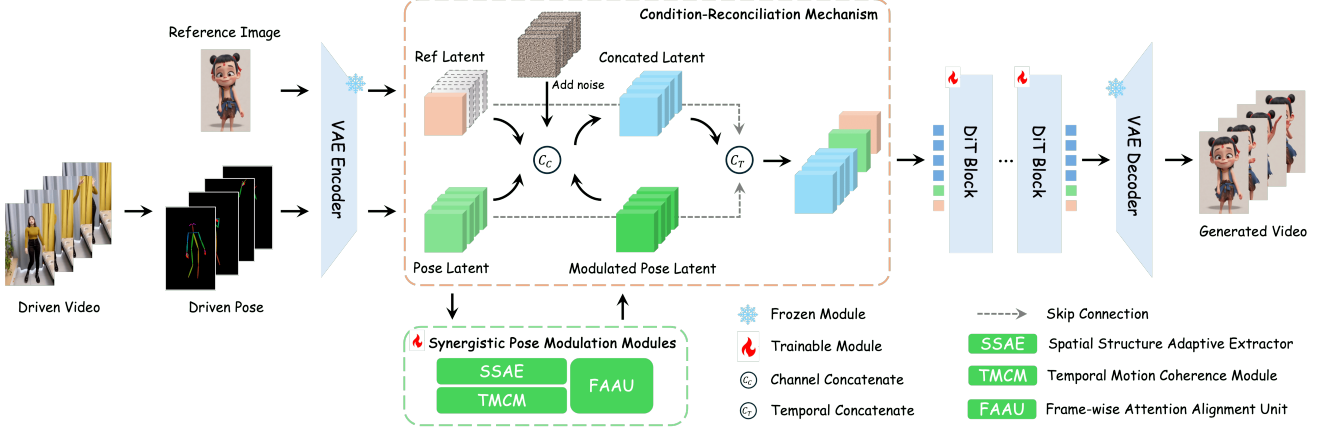 Condition-Reconciliation Mechanism
Reference Image
Ref Latent
Concated Latent
Add noise
VAE Encoder
C_C
C_T
DiT Block
...
DiT Block
VAE Decoder
Pose Latent
Modulated Pose Latent
Generated Video
Driven Video
Driven Pose
Synergistic Pose Modulation Modules
SSAE
TMCM
FAAU
Frozen Module
Trainable Module
C_C Channel Concatenate
C_T Temporal Concatenate
Skip Connection
SSAE Spatial Structure Adaptive Extractor
TMCM Temporal Motion Coherence Module
FAAU Frame-wise Attention Alignment Unit